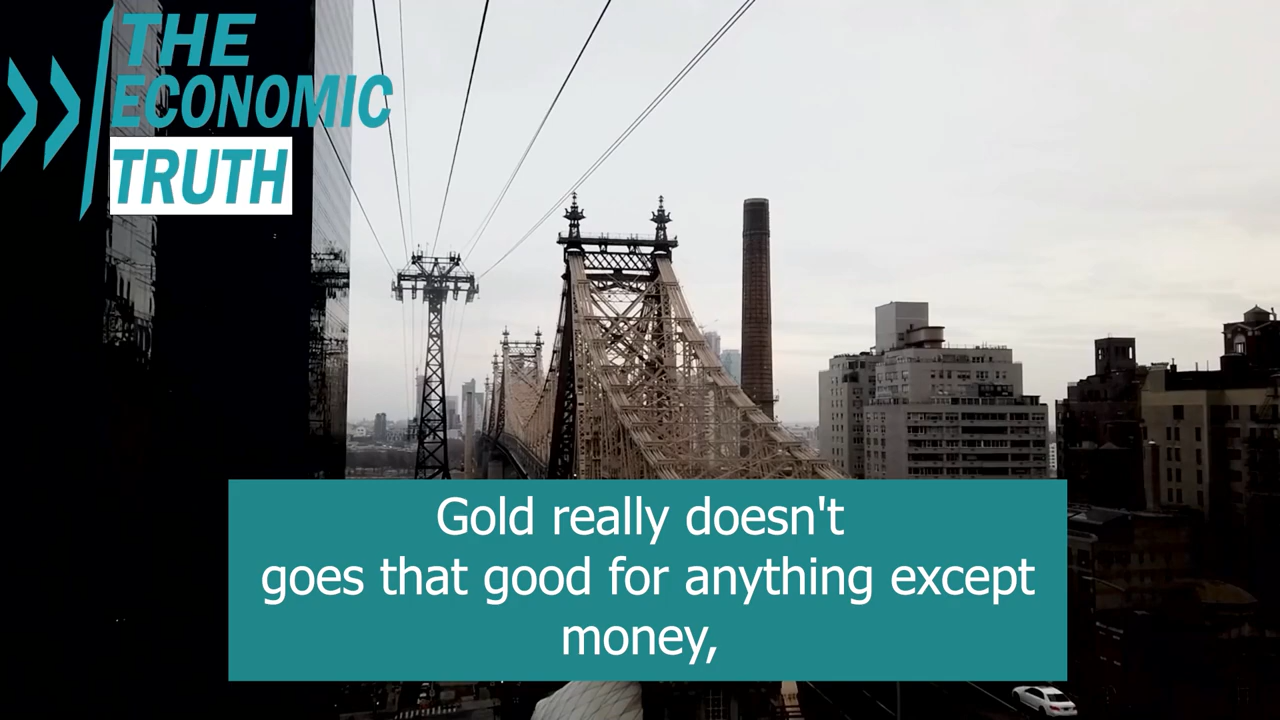 THE
ECONOMIC
TRUTH
Gold really doesn't
goes that good for anything except
money,